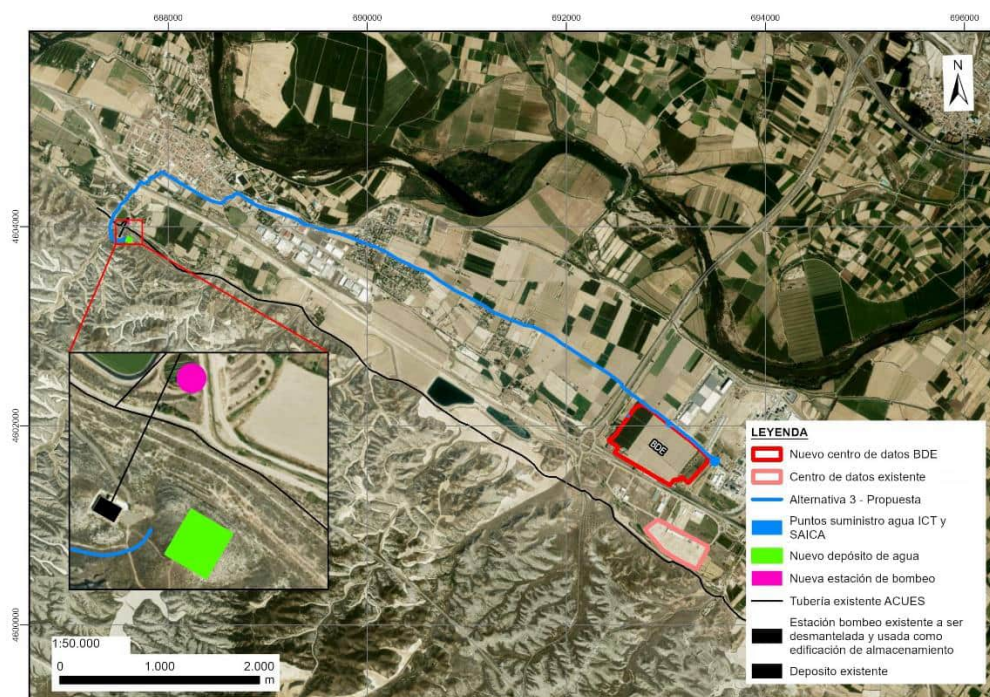 688000 690000 692000 694000 696000
N
4604000
4602000
4600000
BDE
LEYENDA
Nuevo centro de datos BDE
Centro de datos existente
Alternativa 3 - Propuesta
Puntos suministro agua ICT y
SAICA
Nuevo depósito de agua
Nueva estación de bombeo
Tubería existente ACUES
Estación bombeo existente a ser
desmantelada y usada como
edificación de almacenamiento
Deposito existente
1:50.000
0 1.000 2.000
m